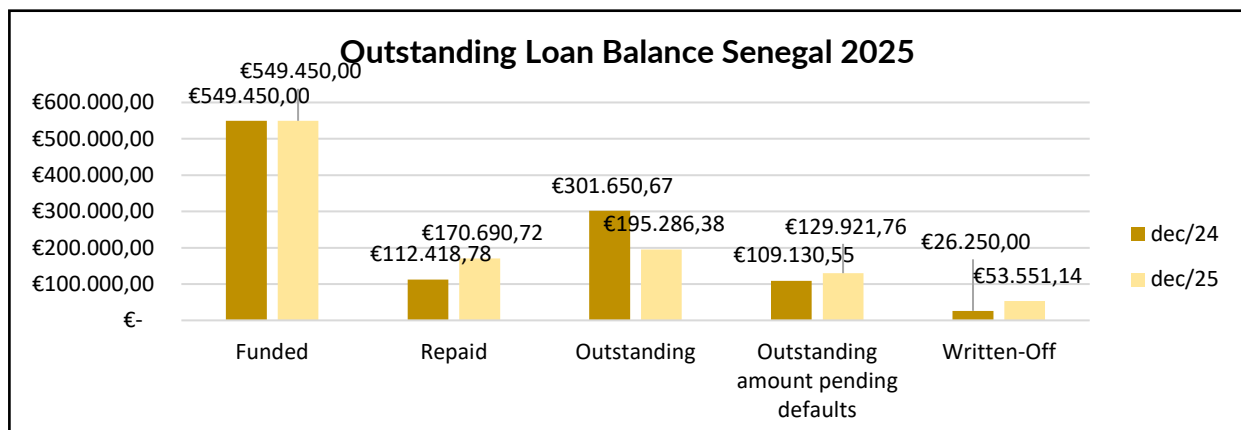 Outstanding Loan Balance Senegal 2025
€549.450,00
€549.450,00
€600.000,00
€500.000,00
€400.000,00
€300.000,00
€200.000,00
€100.000,00
€-
€112.418,78
€170.690,72
€301.650,67
€195.286,38
€109.130,55
€129.921,76
€26.250,00
€53.551,14
Funded
Repaid
Outstanding
Outstanding
amount pending
defaults
Written-Off
dec/24
dec/25